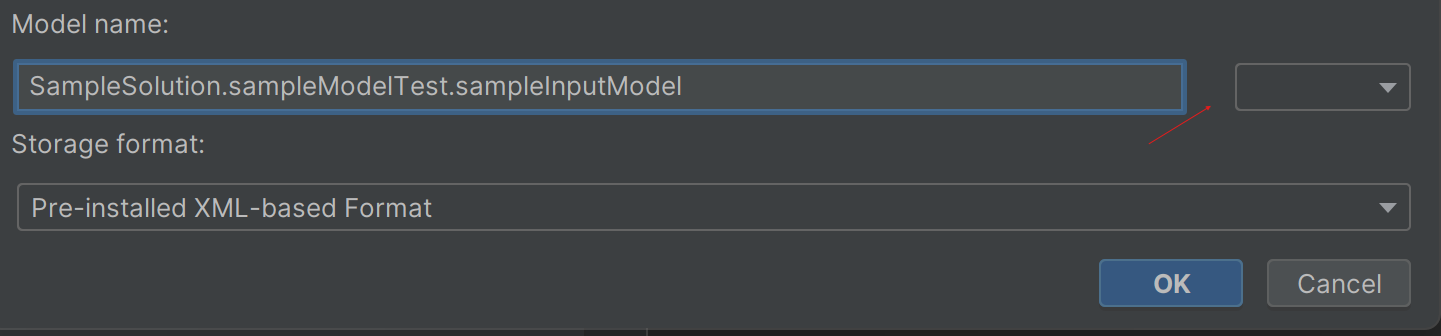 Model name:
SampleSolution.sampleModelTest.sampleInputModel
Storage format:
Pre-installed XML-based Format
OK Cancel